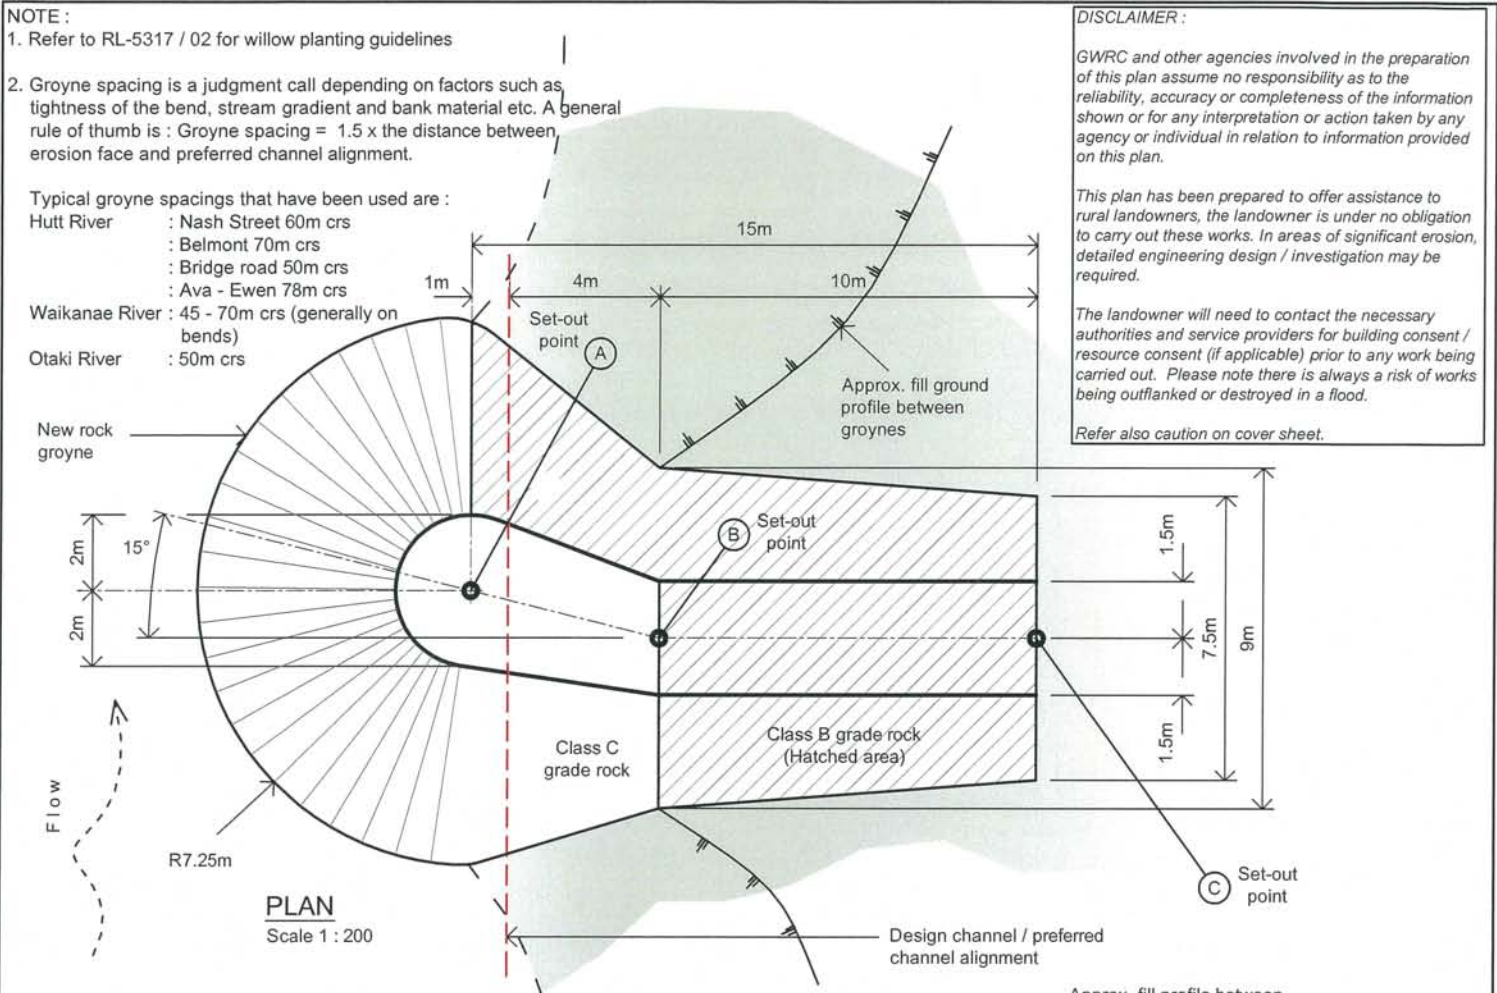 NOTE :
1. Refer to RL-5317 / 02 for willow planting guidelines
2. Groyne spacing is a judgment call depending on factors such as
tightness of the bend, stream gradient and bank material etc. A general
rule of thumb is : Groyne spacing = 1.5 x the distance between
erosion face and preferred channel alignment.
Typical groyne spacings that have been used are :
Hutt River : Nash Street 60m crs
: Belmont 70m crs
: Bridge road 50m crs
: Ava - Ewen 78m crs
Waikanae River : 45 - 70m crs (generally on
bends)
Otaki River : 50m crs
DISCLAIMER :
GWRC and other agencies involved in the preparation
of this plan assume no responsibility as to the
reliability, accuracy or completeness of the information
shown or for any interpretation or action taken by any
agency or individual in relation to information provided
on this plan.
This plan has been prepared to offer assistance to
rural landowners, the landowner is under no obligation
to carry out these works. In areas of significant erosion,
detailed engineering design / investigation may be
required.
The landowner will need to contact the necessary
authorities and service providers for building consent /
resource consent (if applicable) prior to any work being
carried out. Please note there is always a risk of works
being outflanked or destroyed in a flood.
Refer also caution on cover sheet.
15m
1m
4m
10m
Set-out
point
A
Approx. fill ground
profile between
groynes
New rock
groyne
B
Set-out
point
2m
15°
2m
1.5m
7.5m
9m
1.5m
Class C
grade rock
Class B grade rock
(Hatched area)
Flow
R7.25m
C
Set-out
point
PLAN
Scale 1 : 200
Design channel / preferred
channel alignment
Approx. fill profile between